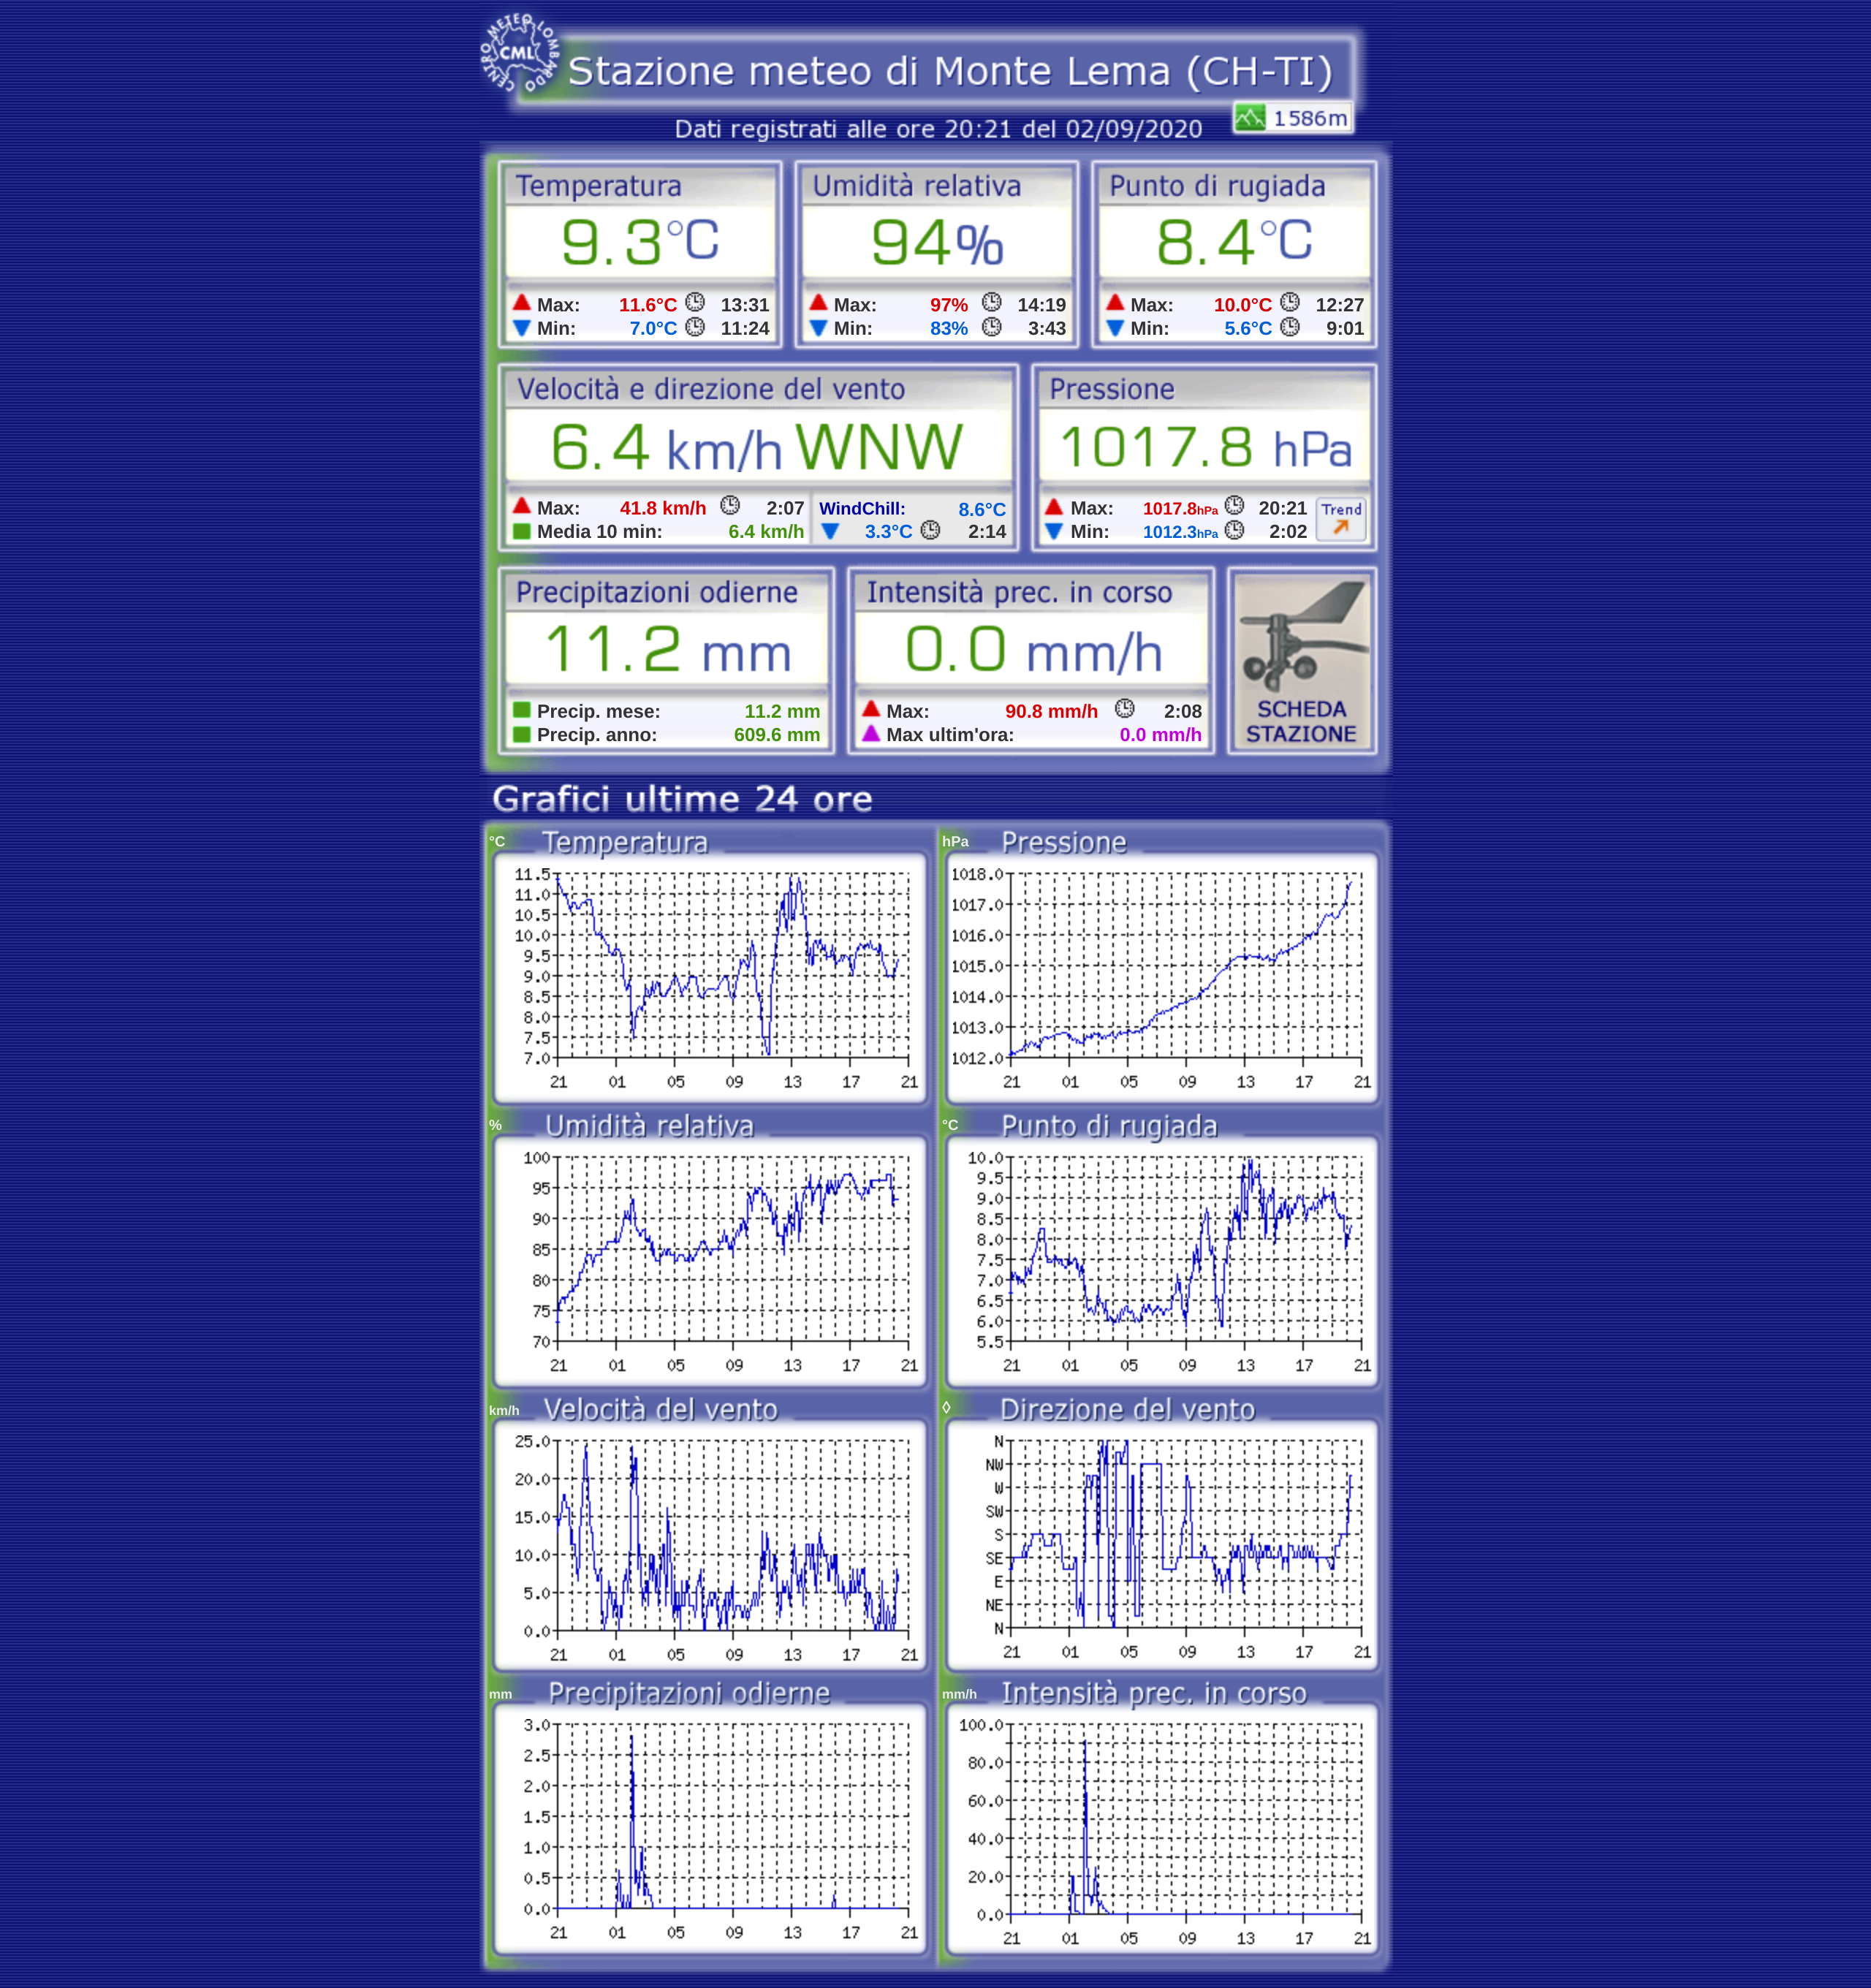 CENTRO METEO LOMBARDO
CML
Stazione meteo di Monte Lema (CH-TI)
1586m
Dati registrati alle ore 20:21 del 02/09/2020
Temperatura
9.3°C
Max: 11.6°C 13:31
Min: 7.0°C 11:24
Umidità relativa
94%
Max: 97% 14:19
Min: 83% 3:43
Punto di rugiada
8.4°C
Max: 10.0°C 12:27
Min: 5.6°C 9:01
Velocità e direzione del vento
6.4 km/h WNW
Max: 41.8 km/h 2:07
Media 10 min: 6.4 km/h
WindChill: 8.6°C
3.3°C 2:14
Pressione
1017.8 hPa
Max: 1017.8hPa 20:21
Min: 1012.3hPa 2:02
Trend
Precipitazioni odierne
11.2 mm
Precip. mese: 11.2 mm
Precip. anno: 609.6 mm
Intensità prec. in corso
0.0 mm/h
Max: 90.8 mm/h 2:08
Max ultim'ora: 0.0 mm/h
SCHEDA
STAZIONE
Grafici ultime 24 ore
°C Temperatura
11.5
11.0
10.5
10.0
9.5
9.0
8.5
8.0
7.5
7.0
21 01 05 09 13 17 21
hPa Pressione
1018.0
1017.0
1016.0
1015.0
1014.0
1013.0
1012.0
21 01 05 09 13 17 21
% Umidità relativa
100
95
90
85
80
75
70
21 01 05 09 13 17 21
°C Punto di rugiada
10.0
9.5
9.0
8.5
8.0
7.5
7.0
6.5
6.0
5.5
21 01 05 09 13 17 21
km/h Velocità del vento
25.0
20.0
15.0
10.0
5.0
0.0
21 01 05 09 13 17 21
◊ Direzione del vento
N
NW
W
SW
S
SE
E
NE
N
21 01 05 09 13 17 21
mm Precipitazioni odierne
3.0
2.5
2.0
1.5
1.0
0.5
0.0
21 01 05 09 13 17 21
mm/h Intensità prec. in corso
100.0
80.0
60.0
40.0
20.0
0.0
21 01 05 09 13 17 21